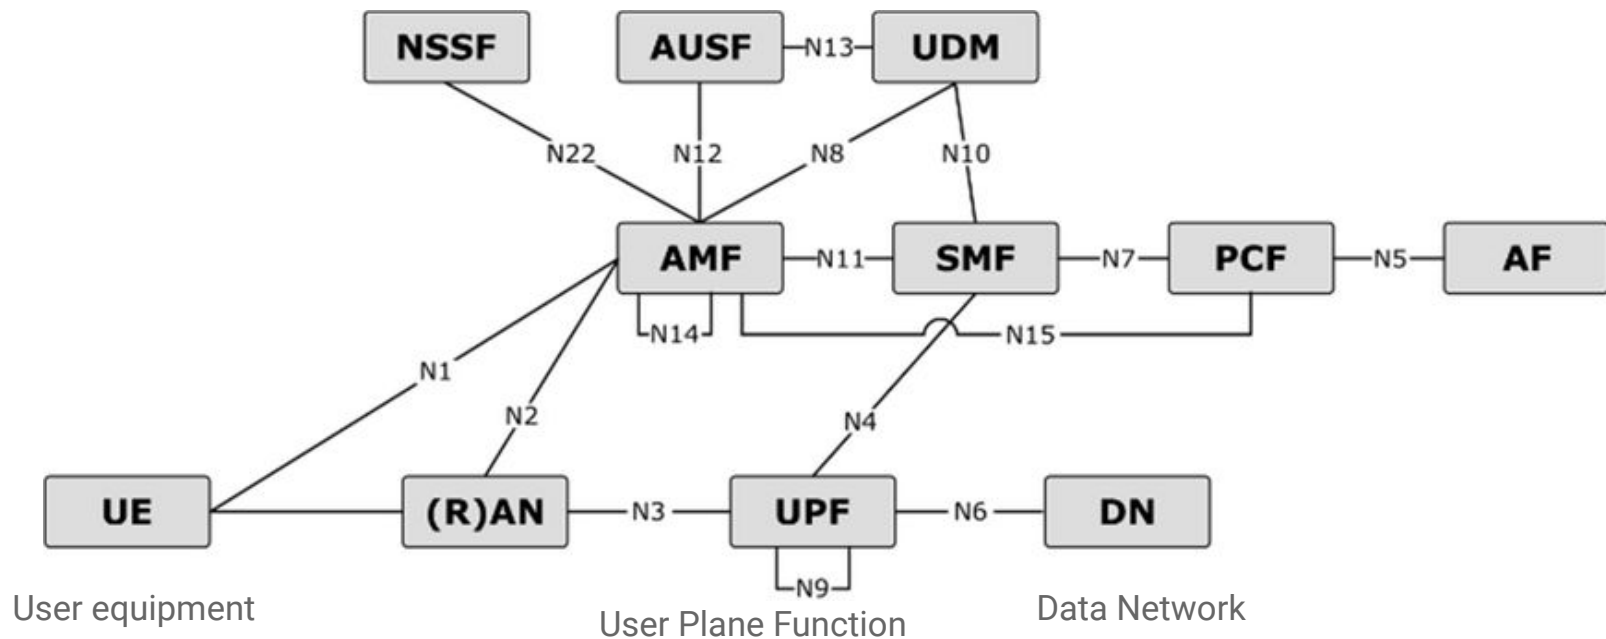 NSSF
AUSF
N13
UDM
N22
N12
N8
N10
AMF
N11
SMF
N7
PCF
N5
AF
N14
N15
N1
N2
N4
UE
(R)AN
N3
UPF
N6
DN
N9
User equipment
User Plane Function
Data Network